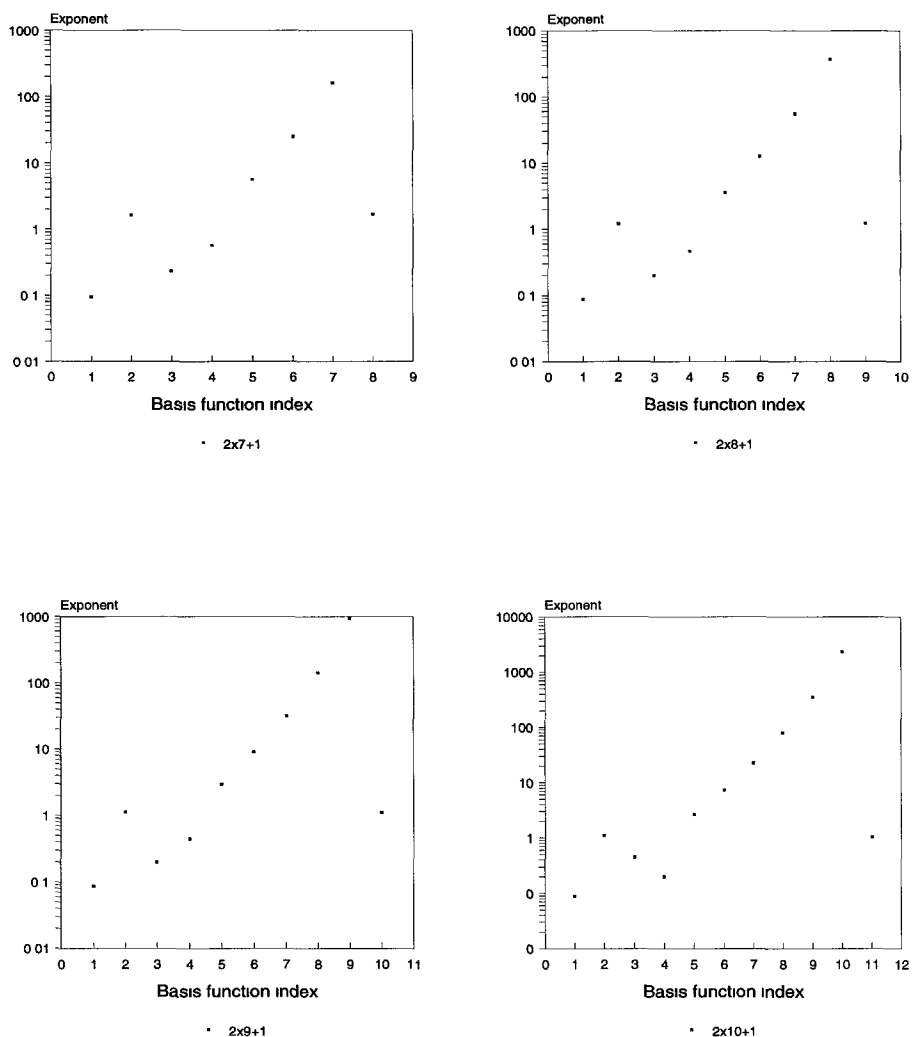 Exponent
1000
100
10
1
0 1
0 01
0 1 2 3 4 5 6 7 8 9
Basis function index
2x7+1
Exponent
1000
100
10
1
0 1
0 01
0 1 2 3 4 5 6 7 8 9 10
Basis function index
2x8+1
Exponent
1000
100
10
1
0 1
0 01
0 1 2 3 4 5 6 7 8 9 10 11
Basis function index
2x9+1
Exponent
10000
1000
100
10
1
0
0
0 1 2 3 4 5 6 7 8 9 10 11 12
Basis function index
2x10+1